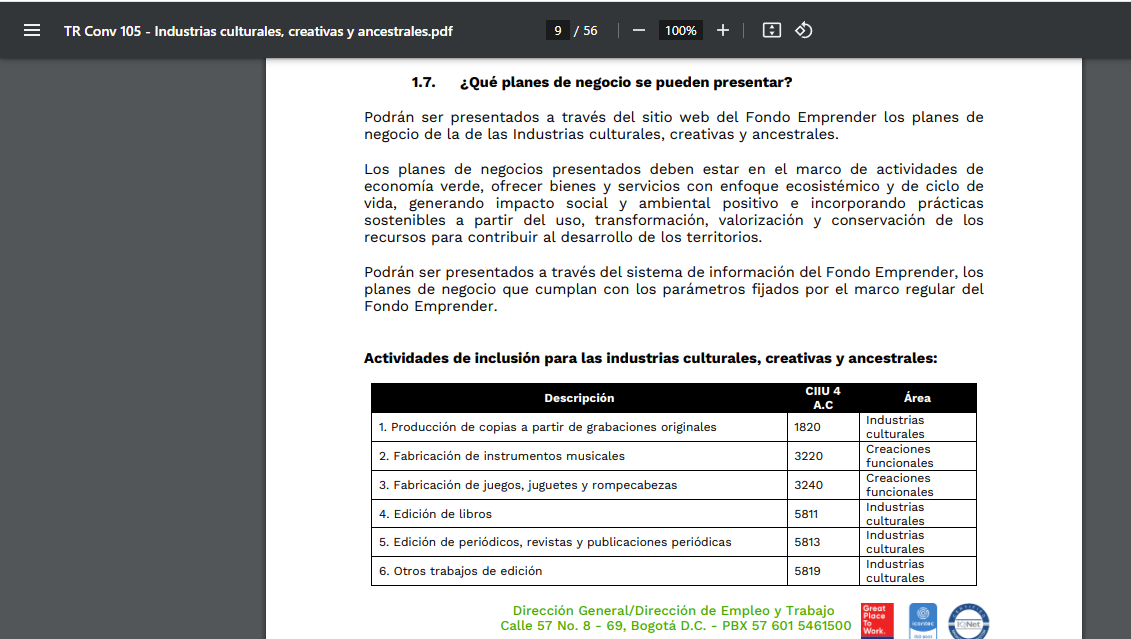 TR Conv 105 - Industrias culturales, creativas y ancestrales.pdf
9 / 56
100%
1.7. ¿Qué planes de negocio se pueden presentar?
Podrán ser presentados a través del sitio web del Fondo Emprender los planes de
negocio de la de las Industrias culturales, creativas y ancestrales.
Los planes de negocios presentados deben estar en el marco de actividades de
economía verde, ofrecer bienes y servicios con enfoque ecosistémico y de ciclo de
vida, generando impacto social y ambiental positivo e incorporando prácticas
sostenibles a partir del uso, transformación, valorización y conservación de los
recursos para contribuir al desarrollo de los territorios.
Podrán ser presentados a través del sistema de información del Fondo Emprender, los
planes de negocio que cumplan con los parámetros fijados por el marco regular del
Fondo Emprender.
Actividades de inclusión para las industrias culturales, creativas y ancestrales:
Descripción CIIU 4 A.C Área
1. Producción de copias a partir de grabaciones originales 1820 Industrias culturales
2. Fabricación de instrumentos musicales 3220 Creaciones funcionales
3. Fabricación de juegos, juguetes y rompecabezas 3240 Creaciones funcionales
4. Edición de libros 5811 Industrias culturales
5. Edición de periódicos, revistas y publicaciones periódicas 5813 Industrias culturales
6. Otros trabajos de edición 5819 Industrias culturales
Dirección General/Dirección de Empleo y Trabajo
Calle 57 No. 8 - 69, Bogotá D.C. - PBX 57 601 5461500
Great
Place
To
Work.
icontec
IQNet